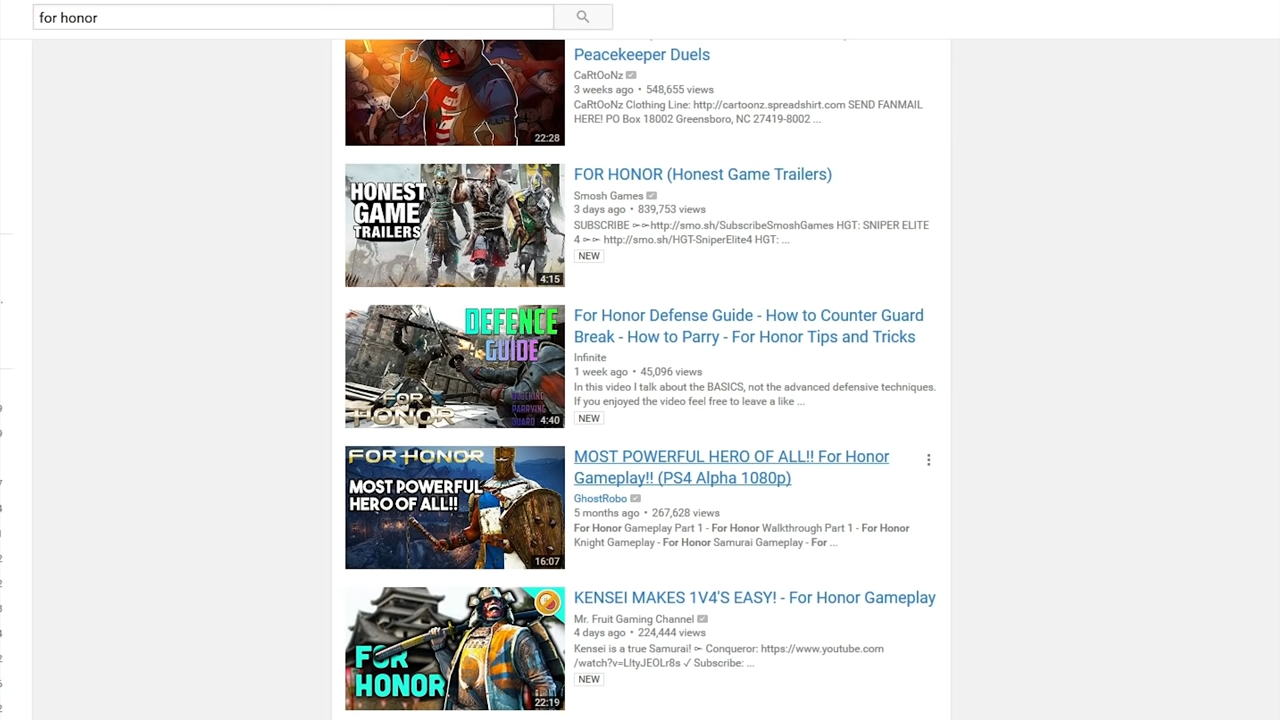 for honor
Peacekeeper Duels
CaRtOoNz
3 weeks ago • 548,655 views
CaRtOoNz Clothing Line: http://cartoonz.spreadshirt.com SEND FANMAIL
HERE! PO Box 18002 Greensboro, NC 27419-8002 ...
22:28
HONEST
GAME
TRAILERS
4:15
FOR HONOR (Honest Game Trailers)
Smosh Games
3 days ago • 839,753 views
SUBSCRIBE ➣➣http://smo.sh/SubscribeSmoshGames HGT: SNIPER ELITE
4 ➣➣ http://smo.sh/HGT-SniperElite4 HGT: ...
NEW
DEFENCE
GUIDE
FOR
HONOR
PARRYING
GUARD
4:40
For Honor Defense Guide - How to Counter Guard
Break - How to Parry - For Honor Tips and Tricks
Infinite
1 week ago • 45,096 views
In this video I talk about the BASICS, not the advanced defensive techniques.
If you enjoyed the video feel free to leave a like ...
NEW
FOR HONOR
MOST POWERFUL
HERO OF ALL!!
16:07
MOST POWERFUL HERO OF ALL!! For Honor
Gameplay!! (PS4 Alpha 1080p)
GhostRobo
5 months ago • 267,628 views
For Honor Gameplay Part 1 - For Honor Walkthrough Part 1 - For Honor
Knight Gameplay - For Honor Samurai Gameplay - For ...
FOR
HONOR
22:19
KENSEI MAKES 1V4'S EASY! - For Honor Gameplay
Mr. Fruit Gaming Channel
4 days ago • 224,444 views
Kensei is a true Samurai! ➣ Conqueror: https://www.youtube.com
/watch?v=LItyJEOLr8s ✓ Subscribe: ...
NEW